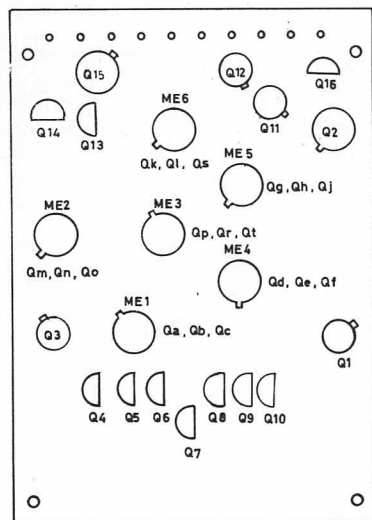 Q15
Q12
Q16
Q14
Q13
ME6
Q11
Q2
Qk, Ql, Qs
ME5
Qg, Qh, Qj
ME2
ME3
Qp, Qr, Qt
ME4
Qm, Qn, Qo
Qd, Qe, Qf
ME1
Q3
Qa, Qb, Qc
Q1
Q4
Q5
Q6
Q8
Q9
Q10
Q7